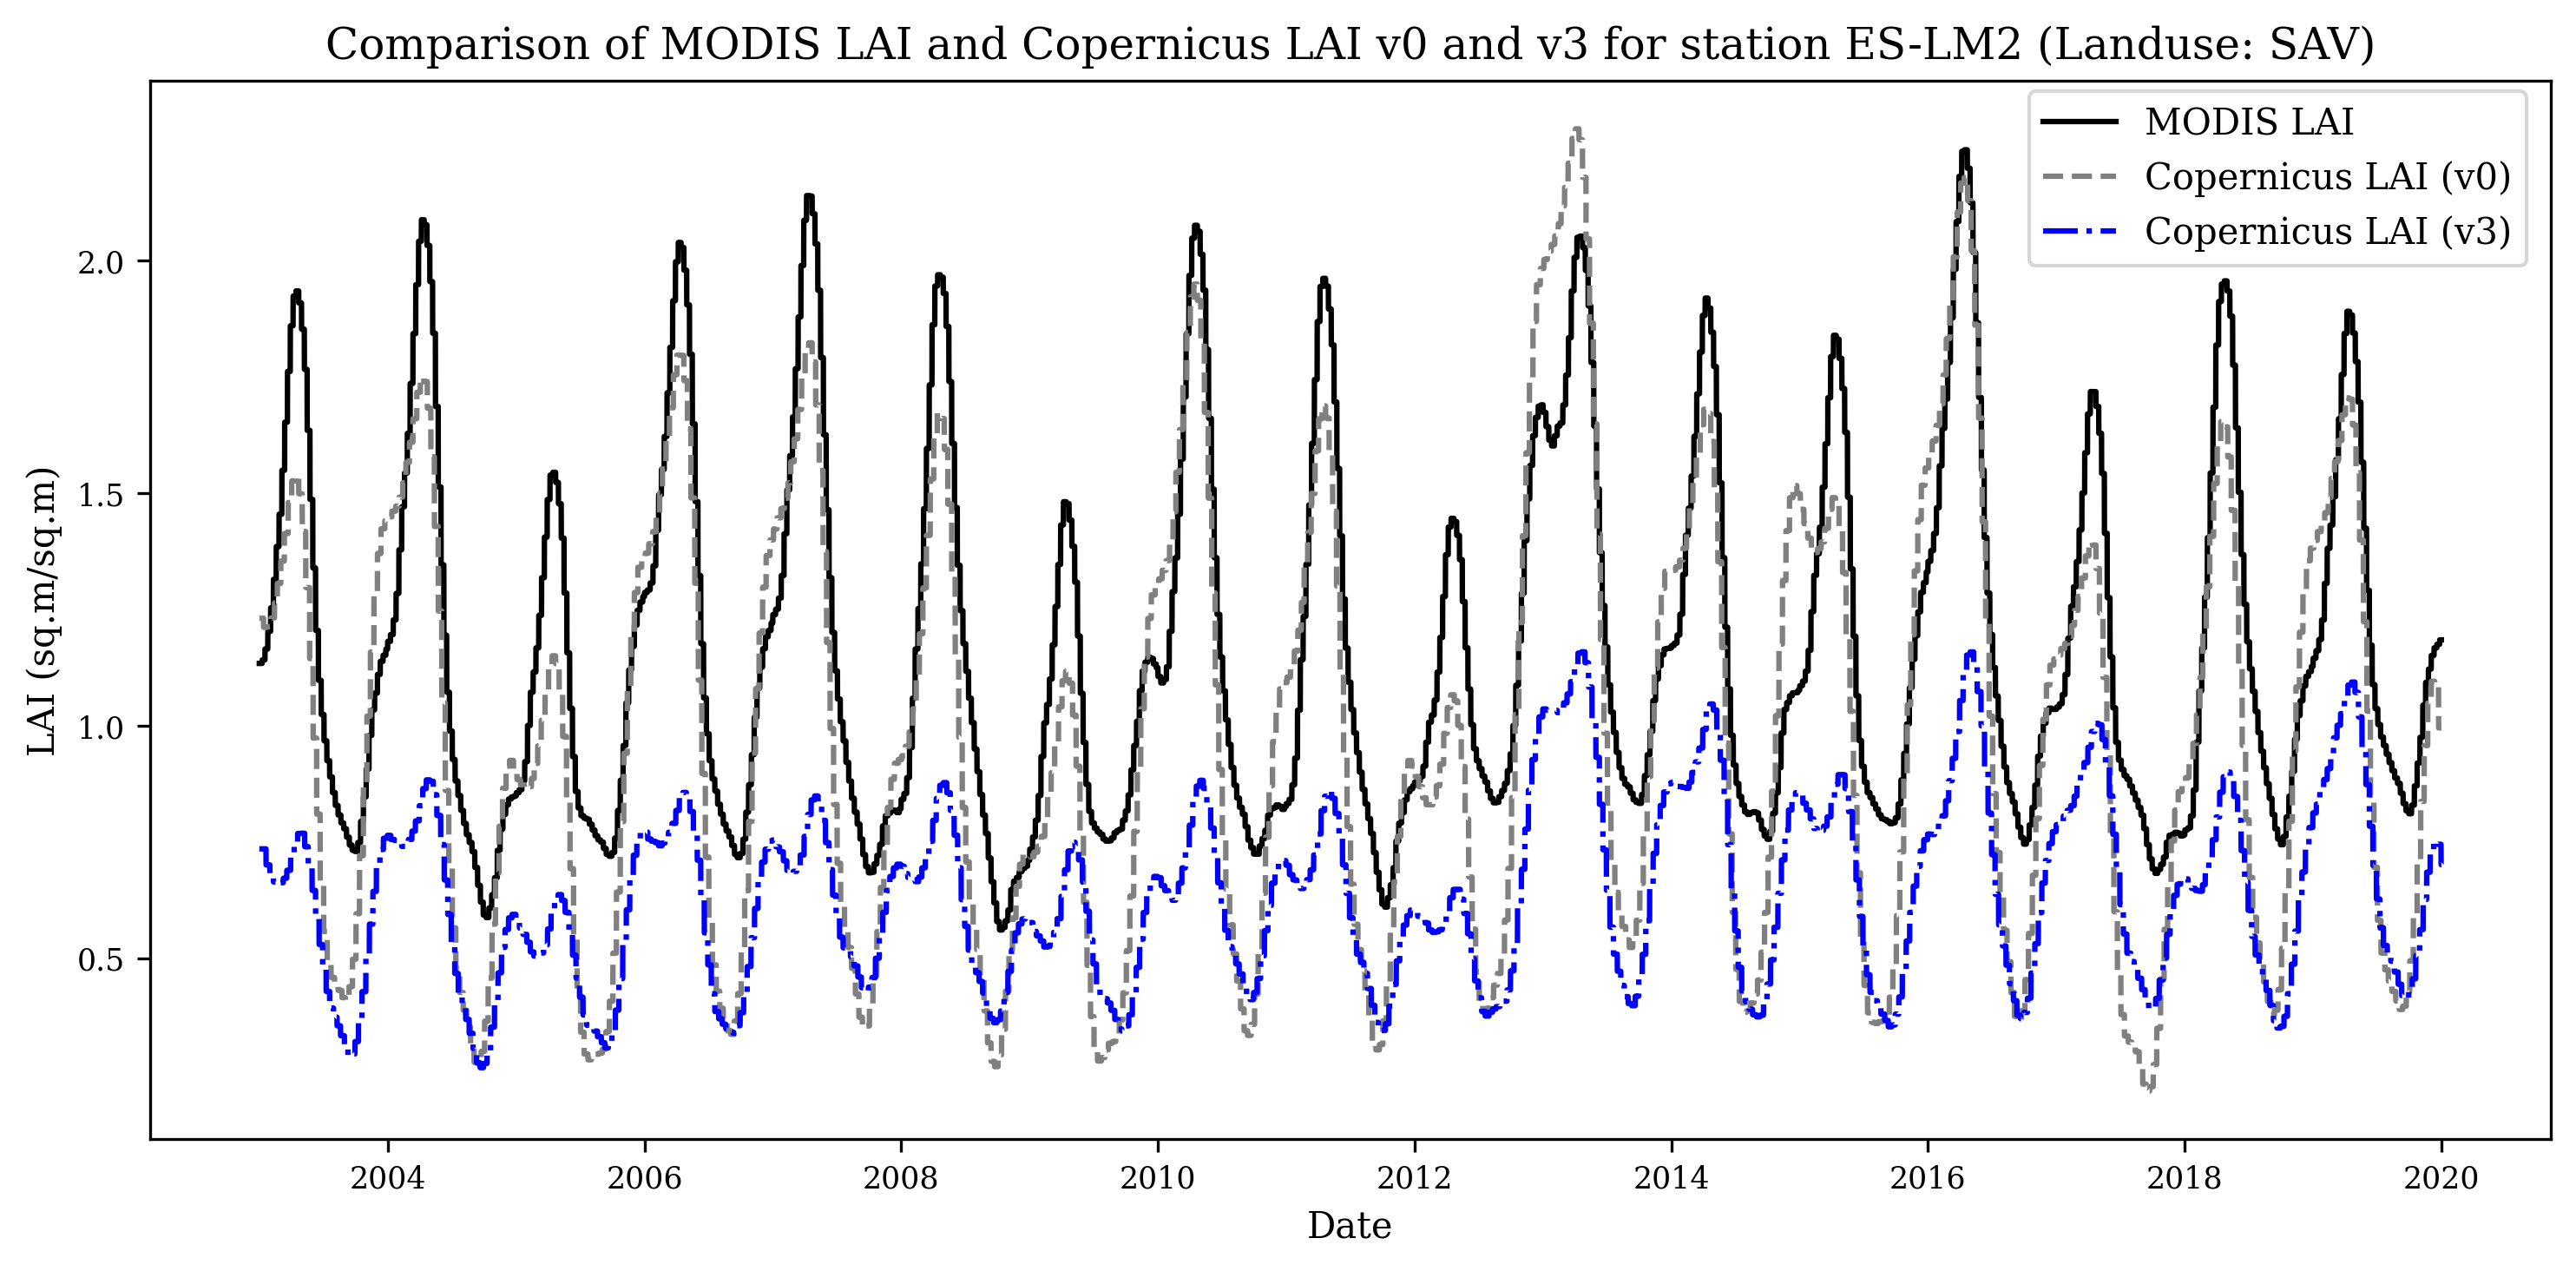 Comparison of MODIS LAI and Copernicus LAI v0 and v3 for station ES-LM2 (Landuse: SAV)
MODIS LAI
Copernicus LAI (v0)
Copernicus LAI (v3)
LAI (sq.m/sq.m)
2.0
1.5
1.0
0.5
2004 2006 2008 2010 2012 2014 2016 2018 2020
Date